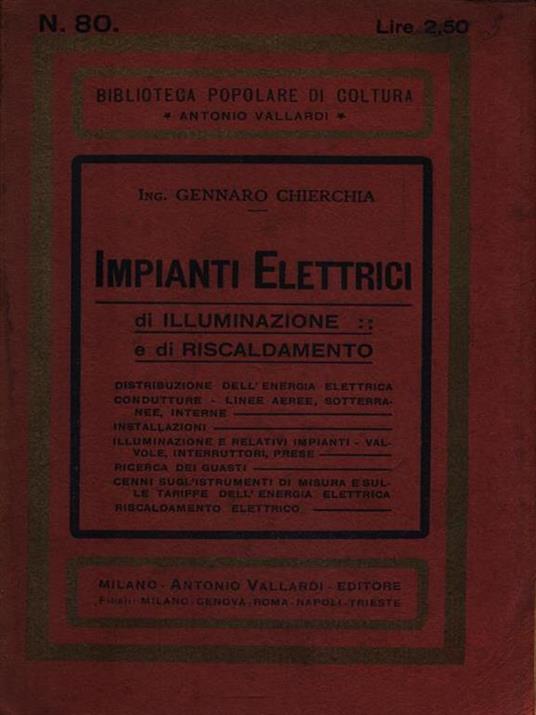 N. 80.
Lire 2,50
BIBLIOTECA POPOLARE DI COLTURA
* ANTONIO VALLARDI *
ING. GENNARO CHIERCHIA
IMPIANTI ELETTRICI
di ILLUMINAZIONE ::
e di RISCALDAMENTO
DISTRIBUZIONE DELL'ENERGIA ELETTRICA
CONDUTTURE - LINEE AEREE, SOTTERRA-
NEE, INTERNE
INSTALLAZIONI
ILLUMINAZIONE E RELATIVI IMPIANTI - VAL-
VOLE, INTERRUTTORI, PRESE
RICERCA DEI GUASTI
CENNI SUGL'ISTRUMENTI DI MISURA E SUL-
LE TARIFFE DELL'ENERGIA ELETTRICA
RISCALDAMENTO ELETTRICO
MILANO - ANTONIO VALLARDI - EDITORE
Filiali: MILANO - GENOVA - ROMA - NAPOLI - TRIESTE